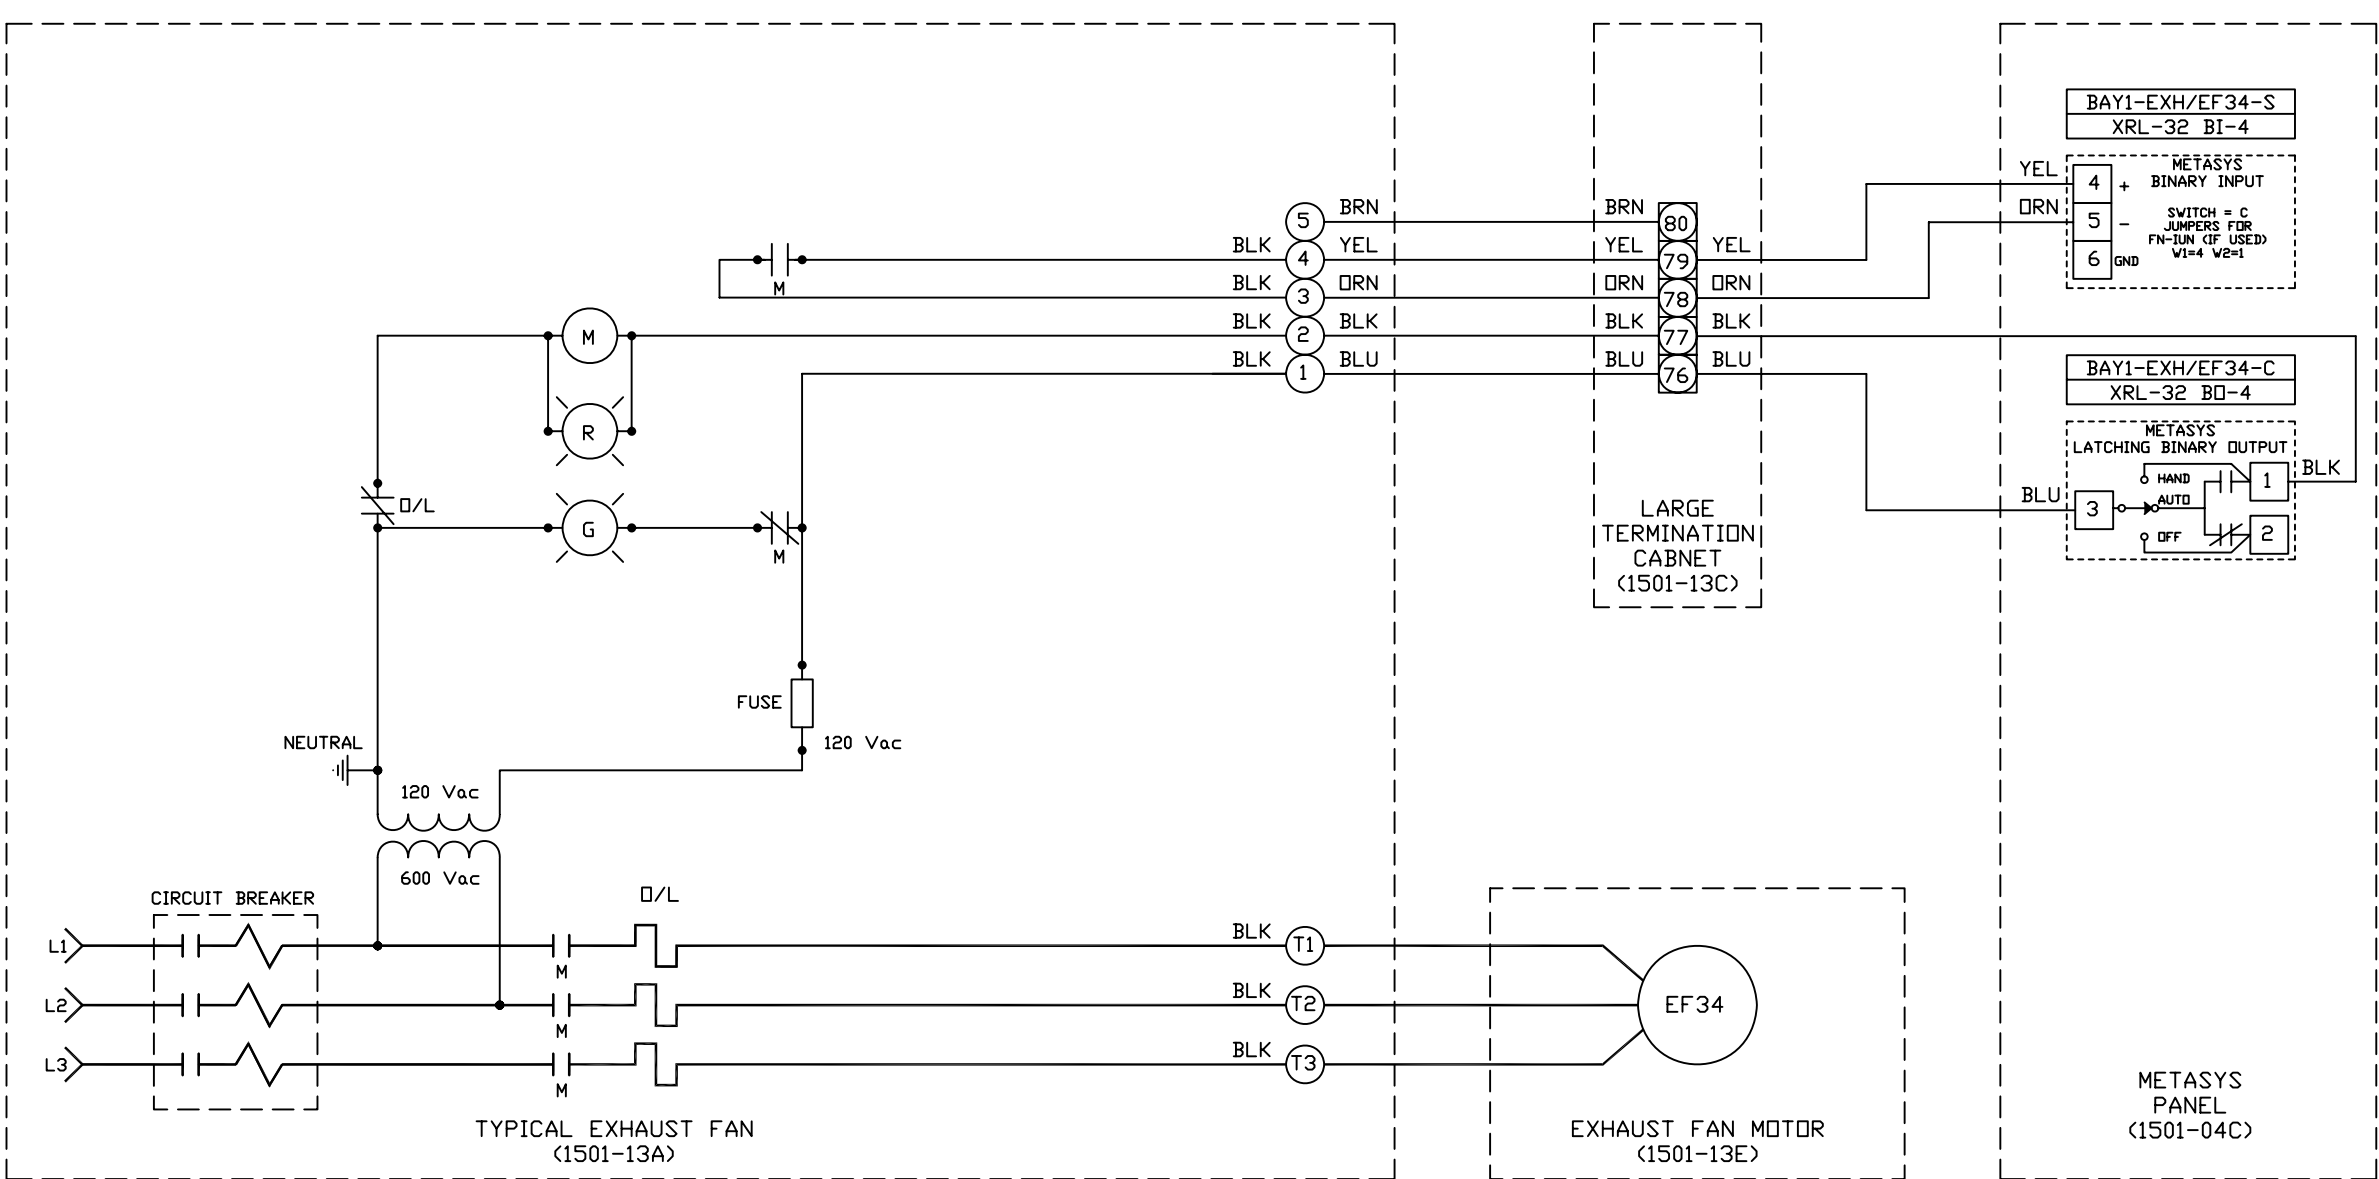 BAY1-EXH/EF34-S
XRL-32 BI-4
METASYS
BINARY INPUT
SWITCH = C
JUMPERS FOR
FN-IUN (IF USED)
W1=4 W2=1
YEL 4 +
ORN 5 -
6 GND
5 BRN BRN 80
M BLK 4 YEL YEL 79 YEL
BLK 3 ORN ORN 78 ORN
M BLK 2 BLK BLK 77 BLK
BLK 1 BLU BLU 76 BLU
R
O/L
G
M
BAY1-EXH/EF34-C
XRL-32 BO-4
METASYS
LATCHING BINARY OUTPUT
HAND 1 BLK
BLU 3 AUTO
OFF 2
LARGE
TERMINATION
CABNET
(1501-13C)
FUSE
NEUTRAL
120 Vac
120 Vac
600 Vac
CIRCUIT BREAKER
O/L
L1 M BLK T1
L2 M BLK T2 EF34
L3 M BLK T3
TYPICAL EXHAUST FAN
(1501-13A)
EXHAUST FAN MOTOR
(1501-13E)
METASYS
PANEL
(1501-04C)